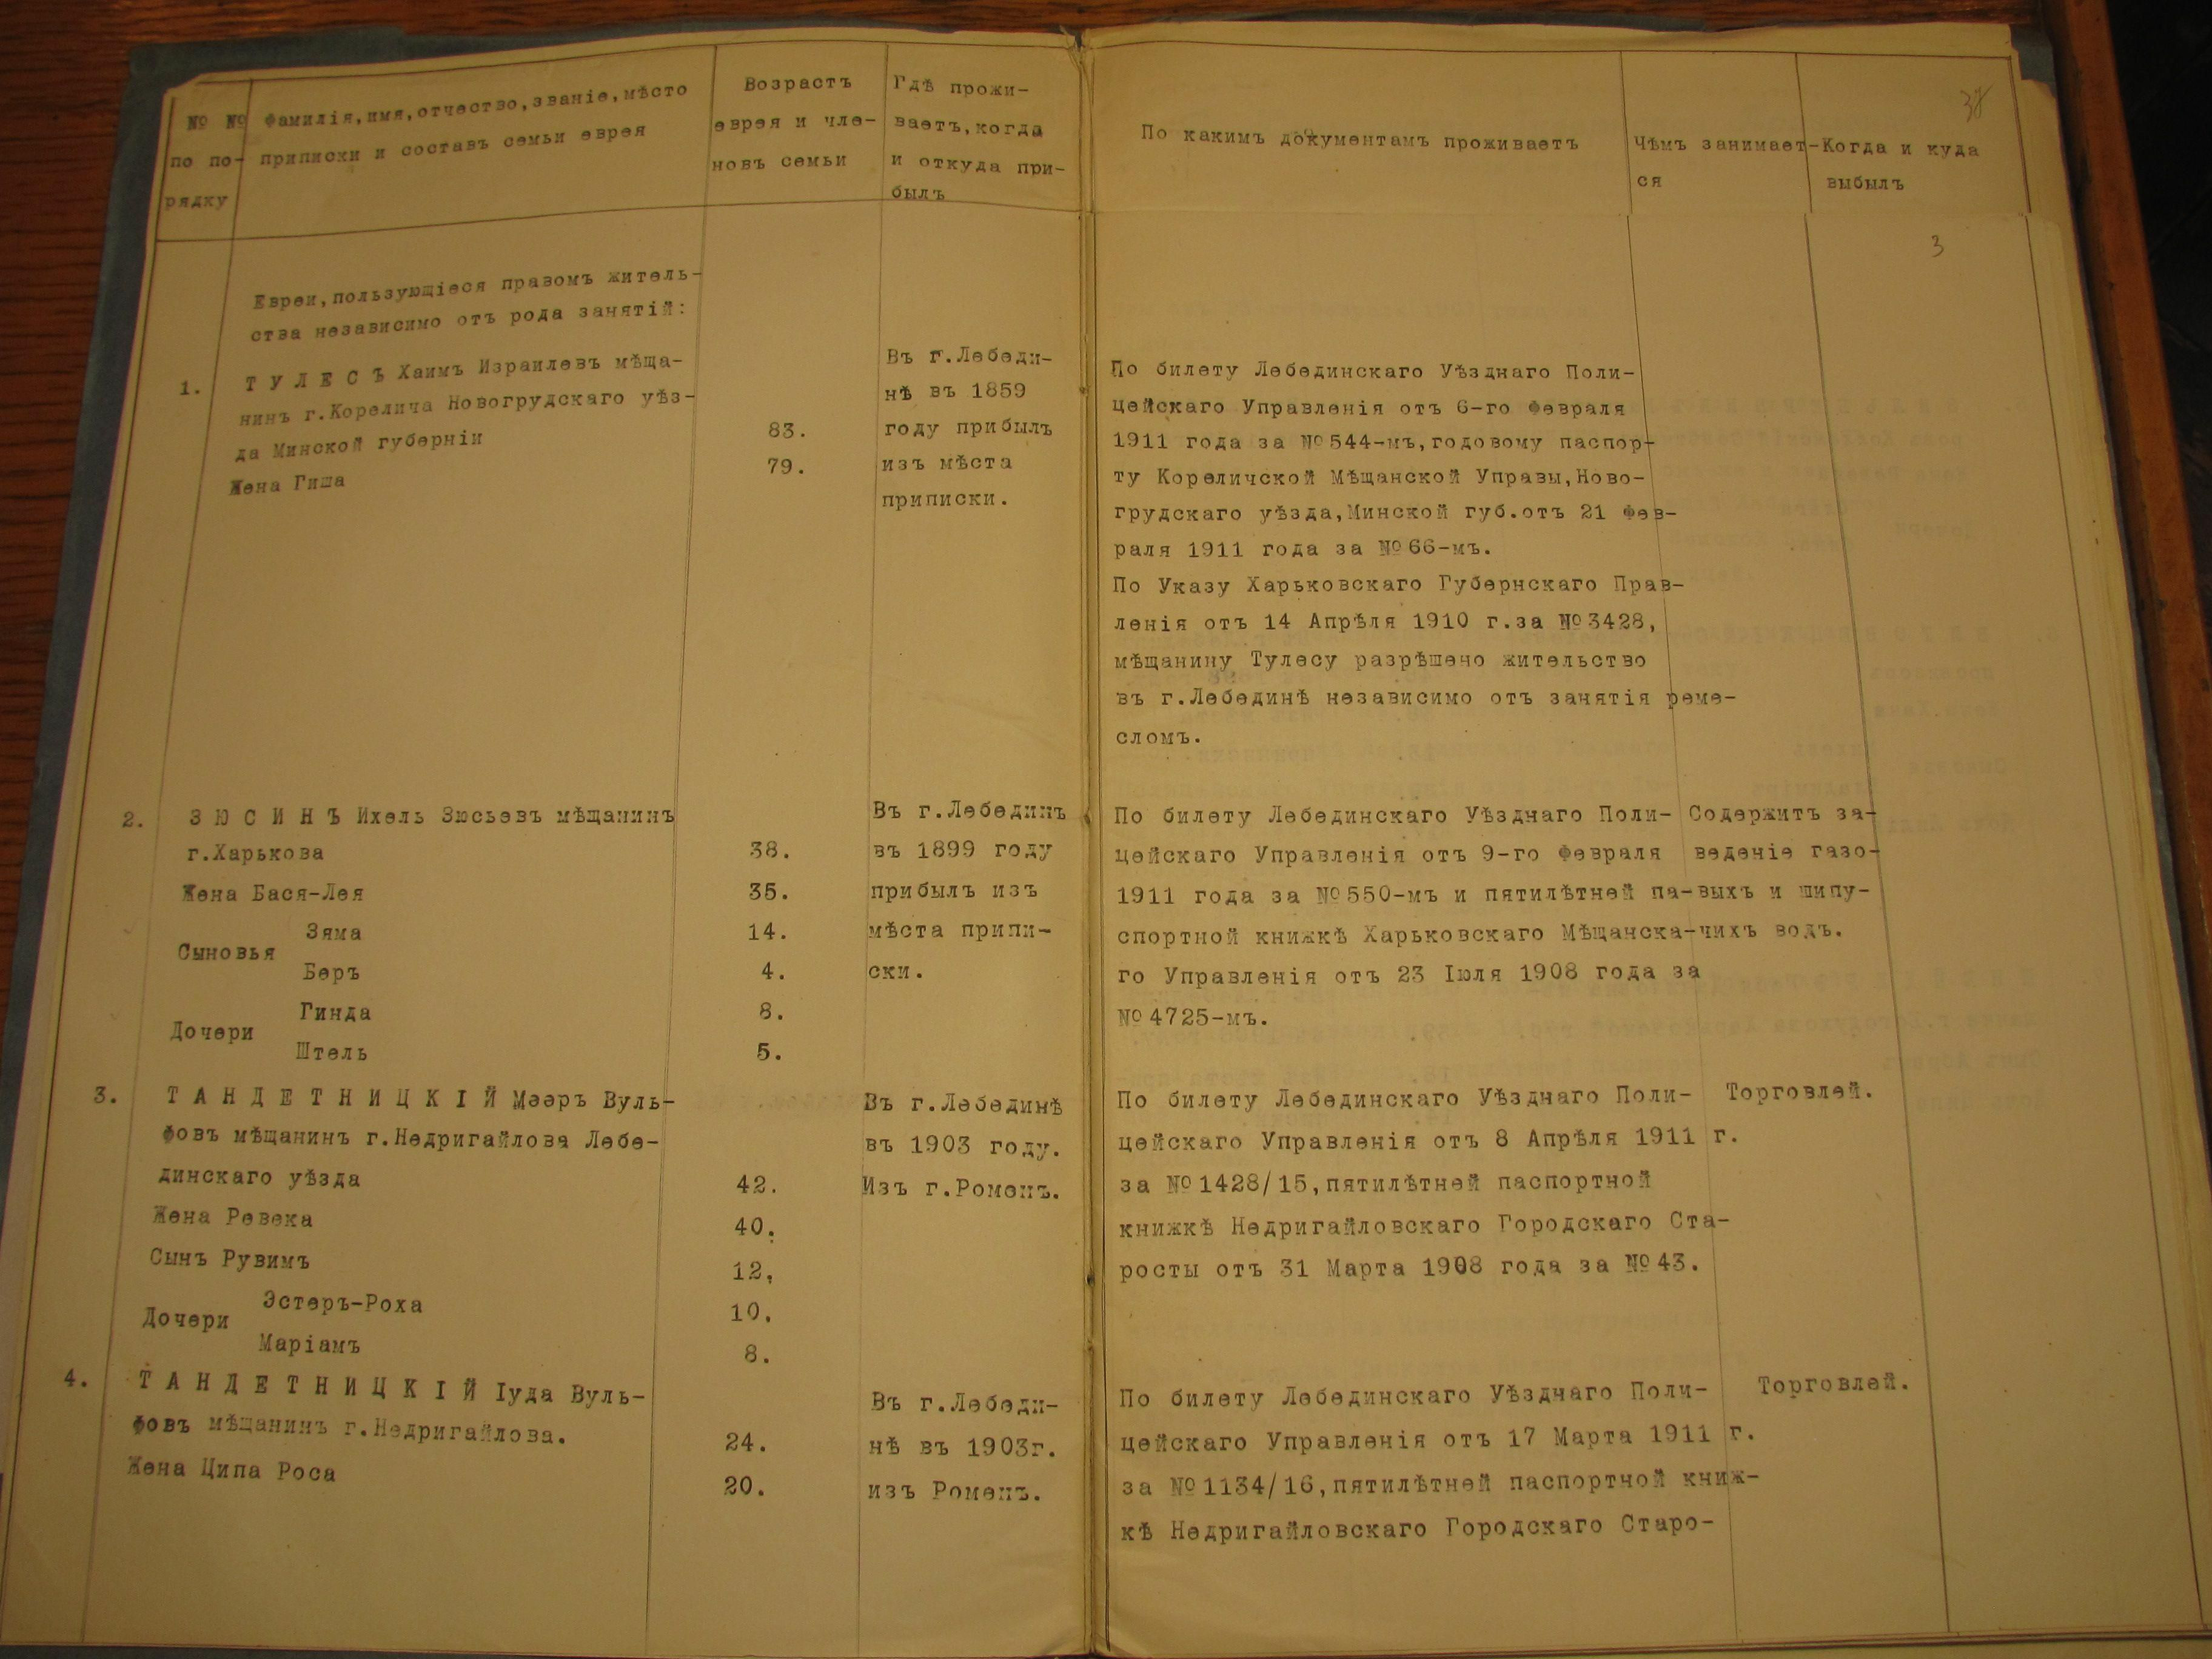 № № по по- рядку
Фамилія,имя,отчество,званіе,мѣсто
приписки и составъ семьи еврея
Возрастъ
еврея и чле-
новъ семьи
Гдѣ прожи-
ваетъ,когда
и откуда при-
былъ
По какимъ документамъ проживаетъ
Чѣмъ занимает-
ся
Когда и куда
выбылъ
38
3
Евреи,пользующіеся правомъ житель-
ства независимо отъ рода занятій:
1.
Т У Л Е С Ъ Хаимъ Израилевъ мѣща-
нинъ г.Корелича Новогрудскаго уѣз-
да Минской губерніи
Жена Гиша
83.
79.
Въ г.Лебеди-
нѣ въ 1859
году прибылъ
изъ мѣста
приписки.
По билету Лебединскаго Уѣзднаго Поли-
цейскаго Управленія отъ 6-го Февраля
1911 года за №544-мъ,годовому паспор-
ту Кореличской Мѣщанской Управы,Ново-
грудскаго уѣзда,Минской губ.отъ 21 Фев-
раля 1911 года за №66-мъ.
По Указу Харьковскаго Губернскаго Прав-
ленія отъ 14 Апрѣля 1910 г.за №3428,
мѣщанину Тулесу разрѣшено жительство
въ г.Лебединѣ независимо отъ занятія реме-
сломъ.
2.
З Ю С И Н Ъ Ихель Зюсьевъ мѣщанинъ
г.Харькова
Жена Бася-Лея
Сыновья
Зяма
Беръ
Дочери
Гинда
Штель
38.
35.
14.
4.
8.
5.
Въ г.Лебединъ
въ 1899 году
прибылъ изъ
мѣста припи-
ски.
По билету Лебединскаго Уѣзднаго Поли-
цейскаго Управленія отъ 9-го Февраля
1911 года за №550-мъ и пятилѣтней па-
спортной книжкѣ Харьковскаго Мѣщанска-
го Управленія отъ 23 Іюля 1908 года за
№4725-мъ.
Содержитъ за-
веденіе газо-
выхъ и шипу-
чихъ водъ.
3.
Т А Н Д Е Т Н И Ц К І Й Мееръ Вуль-
фовъ мѣщанинъ г.Недригайлова Лебе-
динскаго уѣзда
Жена Ревека
Сынъ Рувимъ
Дочери
Эстеръ-Роха
Маріамъ
42.
40.
12,
10.
8.
Въ г.Лебединѣ
въ 1903 году.
Изъ г.Роменъ.
По билету Лебединскаго Уѣзднаго Поли-
цейскаго Управленія отъ 8 Апрѣля 1911 г.
за №1428/15,пятилѣтней паспортной
книжкѣ Недригайловскаго Городскаго Ста-
росты отъ 31 Марта 1908 года за №43.
Торговлей.
4.
Т А Н Д Е Т Н И Ц К І Й Іуда Вуль-
фовъ мѣщанинъ г.Недригайлова.
Жена Ципа Роса
24.
20.
Въ г.Лебеди-
нѣ въ 1903г.
изъ Роменъ.
По билету Лебединскаго Уѣзднаго Поли-
цейскаго Управленія отъ 17 Марта 1911 г.
за №1134/16,пятилѣтней паспортной книж-
кѣ Недригайловскаго Городскаго Старо-
Торговлей.